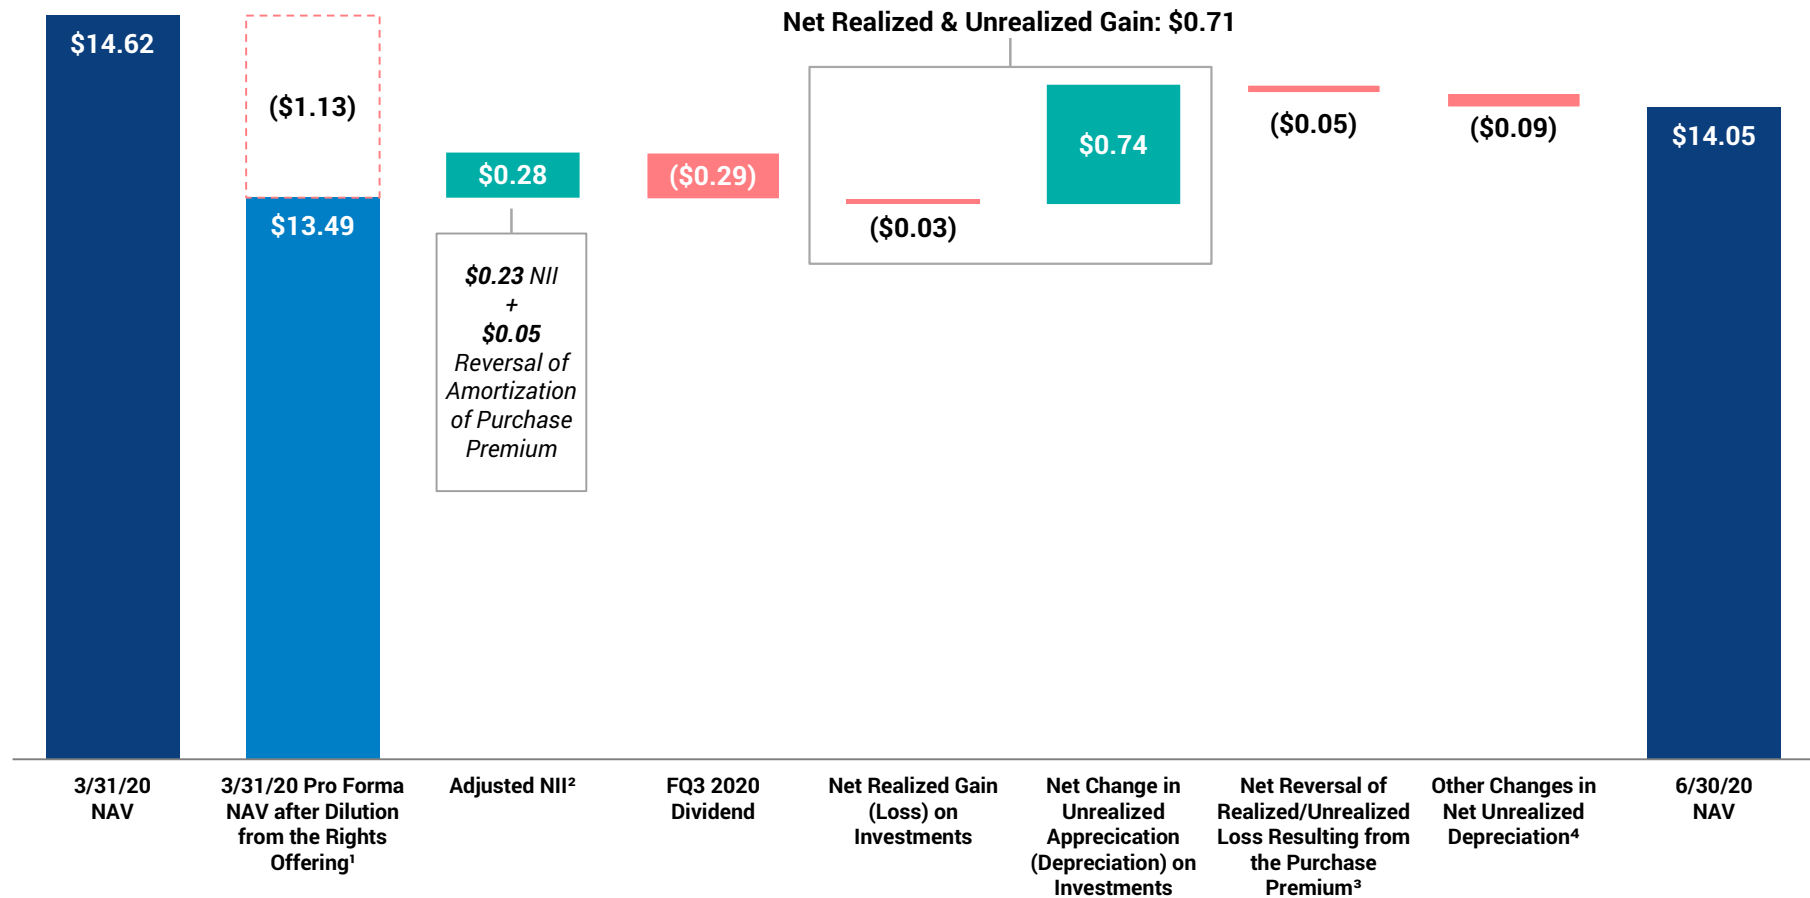 Net Realized & Unrealized Gain: $0.71
$14.62
($1.13)
$13.49
$0.28
$0.23 NII
+
$0.05
Reversal of
Amortization
of Purchase
Premium
($0.29)
($0.03)
$0.74
($0.05)
($0.09)
$14.05
3/31/20
NAV
3/31/20 Pro Forma
NAV after Dilution
from the Rights
Offering¹
Adjusted NII²
FQ3 2020
Dividend
Net Realized Gain
(Loss) on
Investments
Net Change in
Unrealized
Apprecication
(Depreciation) on
Investments
Net Reversal of
Realized/Unrealized
Loss Resulting from
the Purchase
Premium³
Other Changes in
Net Unrealized
Depreciation⁴
6/30/20
NAV